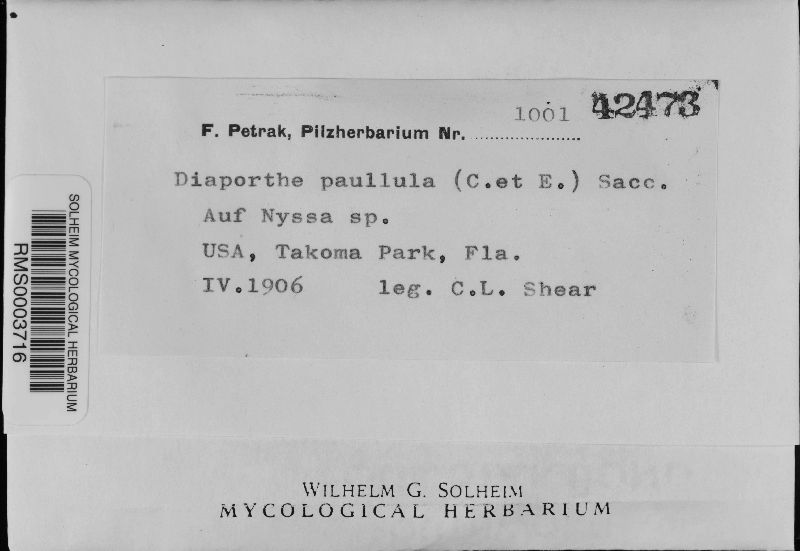 1001 42473
F. Petrak, Pilzherbarium Nr.
Diaporthe paullula (C.et E.) Sacc.
Auf Nyssa sp.
USA, Takoma Park, Fla.
IV.1906 leg. C.L. Shear
SOLHEIM MYCOLOGICAL HERBARIUM
RMS0003716
WILHELM G. SOLHEIM
MYCOLOGICAL HERBARIUM